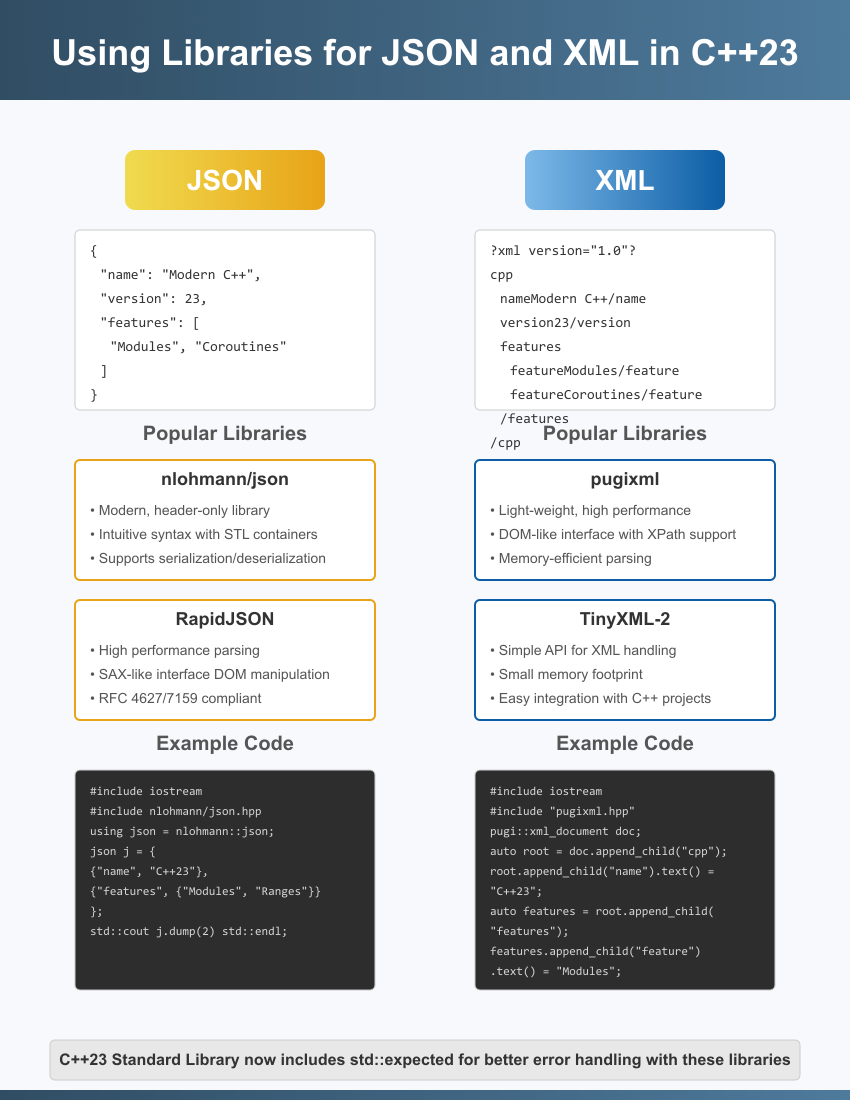 Using Libraries for JSON and XML in C++23
JSON
{
"name": "Modern C++",
"version": 23,
"features": [
"Modules", "Coroutines"
]
}
Popular Libraries
nlohmann/json
• Modern, header-only library
• Intuitive syntax with STL containers
• Supports serialization/deserialization
RapidJSON
• High performance parsing
• SAX-like interface DOM manipulation
• RFC 4627/7159 compliant
Example Code
#include iostream
#include nlohmann/json.hpp
using json = nlohmann::json;
json j = {
{"name", "C++23"},
{"features", {"Modules", "Ranges"}}
};
std::cout j.dump(2) std::endl;
XML
?xml version="1.0"?
cpp
nameModern C++/name
version23/version
features
featureModules/feature
featureCoroutines/feature
/features
/cpp
Popular Libraries
pugixml
• Light-weight, high performance
• DOM-like interface with XPath support
• Memory-efficient parsing
TinyXML-2
• Simple API for XML handling
• Small memory footprint
• Easy integration with C++ projects
Example Code
#include iostream
#include "pugixml.hpp"
pugi::xml_document doc;
auto root = doc.append_child("cpp");
root.append_child("name").text() =
"C++23";
auto features = root.append_child(
"features");
features.append_child("feature")
.text() = "Modules";
C++23 Standard Library now includes std::expected for better error handling with these libraries